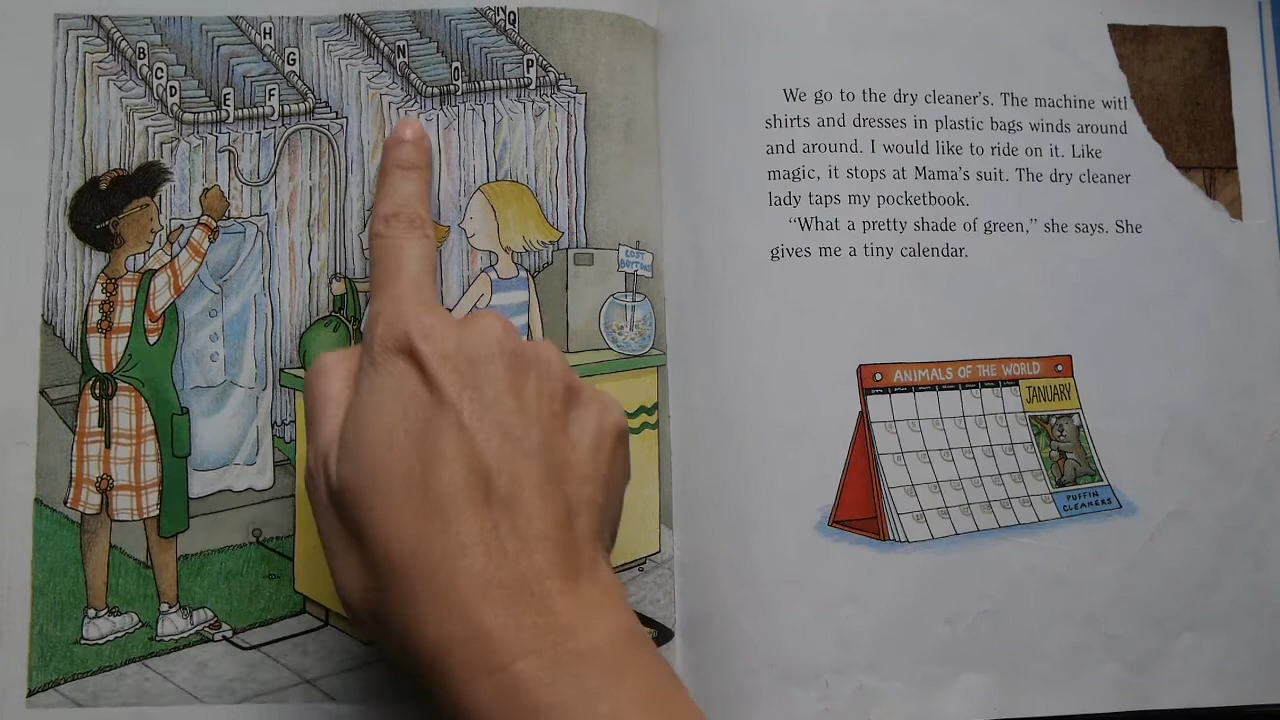 B
C
D
E
F
G
H
N
O
P
Q
LOST
BUTTONS
We go to the dry cleaner's. The machine with
shirts and dresses in plastic bags winds around
and around. I would like to ride on it. Like
magic, it stops at Mama's suit. The dry cleaner
lady taps my pocketbook.
“What a pretty shade of green,” she says. She
gives me a tiny calendar.
ANIMALS OF THE WORLD
JANUARY
PUFFIN
CLEANERS